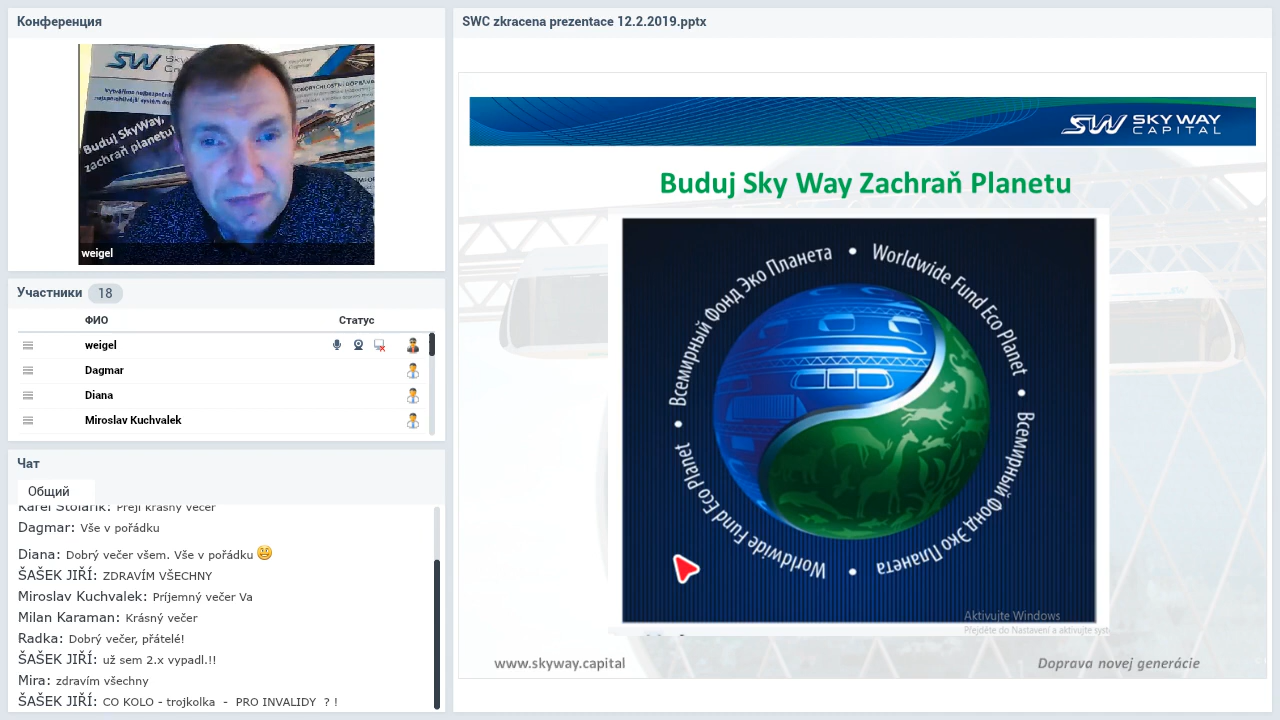 Конференция
SW
Buduj SkyWay,
zachraň planetu!
weigel
Участники 18
ФИО Статус
weigel
Dagmar
Diana
Miroslav Kuchvalek
Чат
Общий
Karel Stolařík: Přeji krásný večer
Dagmar: Vše v pořádku
Diana: Dobrý večer všem. Vše v pořádku
ŠAŠEK JIŘÍ: ZDRAVÍM VŠECHNY
Miroslav Kuchvalek: Príjemný večer Va
Milan Karaman: Krásný večer
Radka: Dobrý večer, přátelé!
ŠAŠEK JIŘÍ: už sem 2.x vypadl.!!
Mira: zdravím všechny
ŠAŠEK JIŘÍ: CO KOLO - trojkolka - PRO INVALIDY ? !
SWC zkracena prezentace 12.2.2019.pptx
SW SKY WAY
CAPITAL
Buduj Sky Way Zachraň Planetu
Всемирный Фонд Эко Планета • Worldwide Fund Eco Planet •
Всемирный Фонд Эко Планета • Worldwide Fund Eco Planet •
Aktivujte Windows
Přejděte do Nastavení a aktivujte syst
www.skyway.capital
Doprava novej generácie